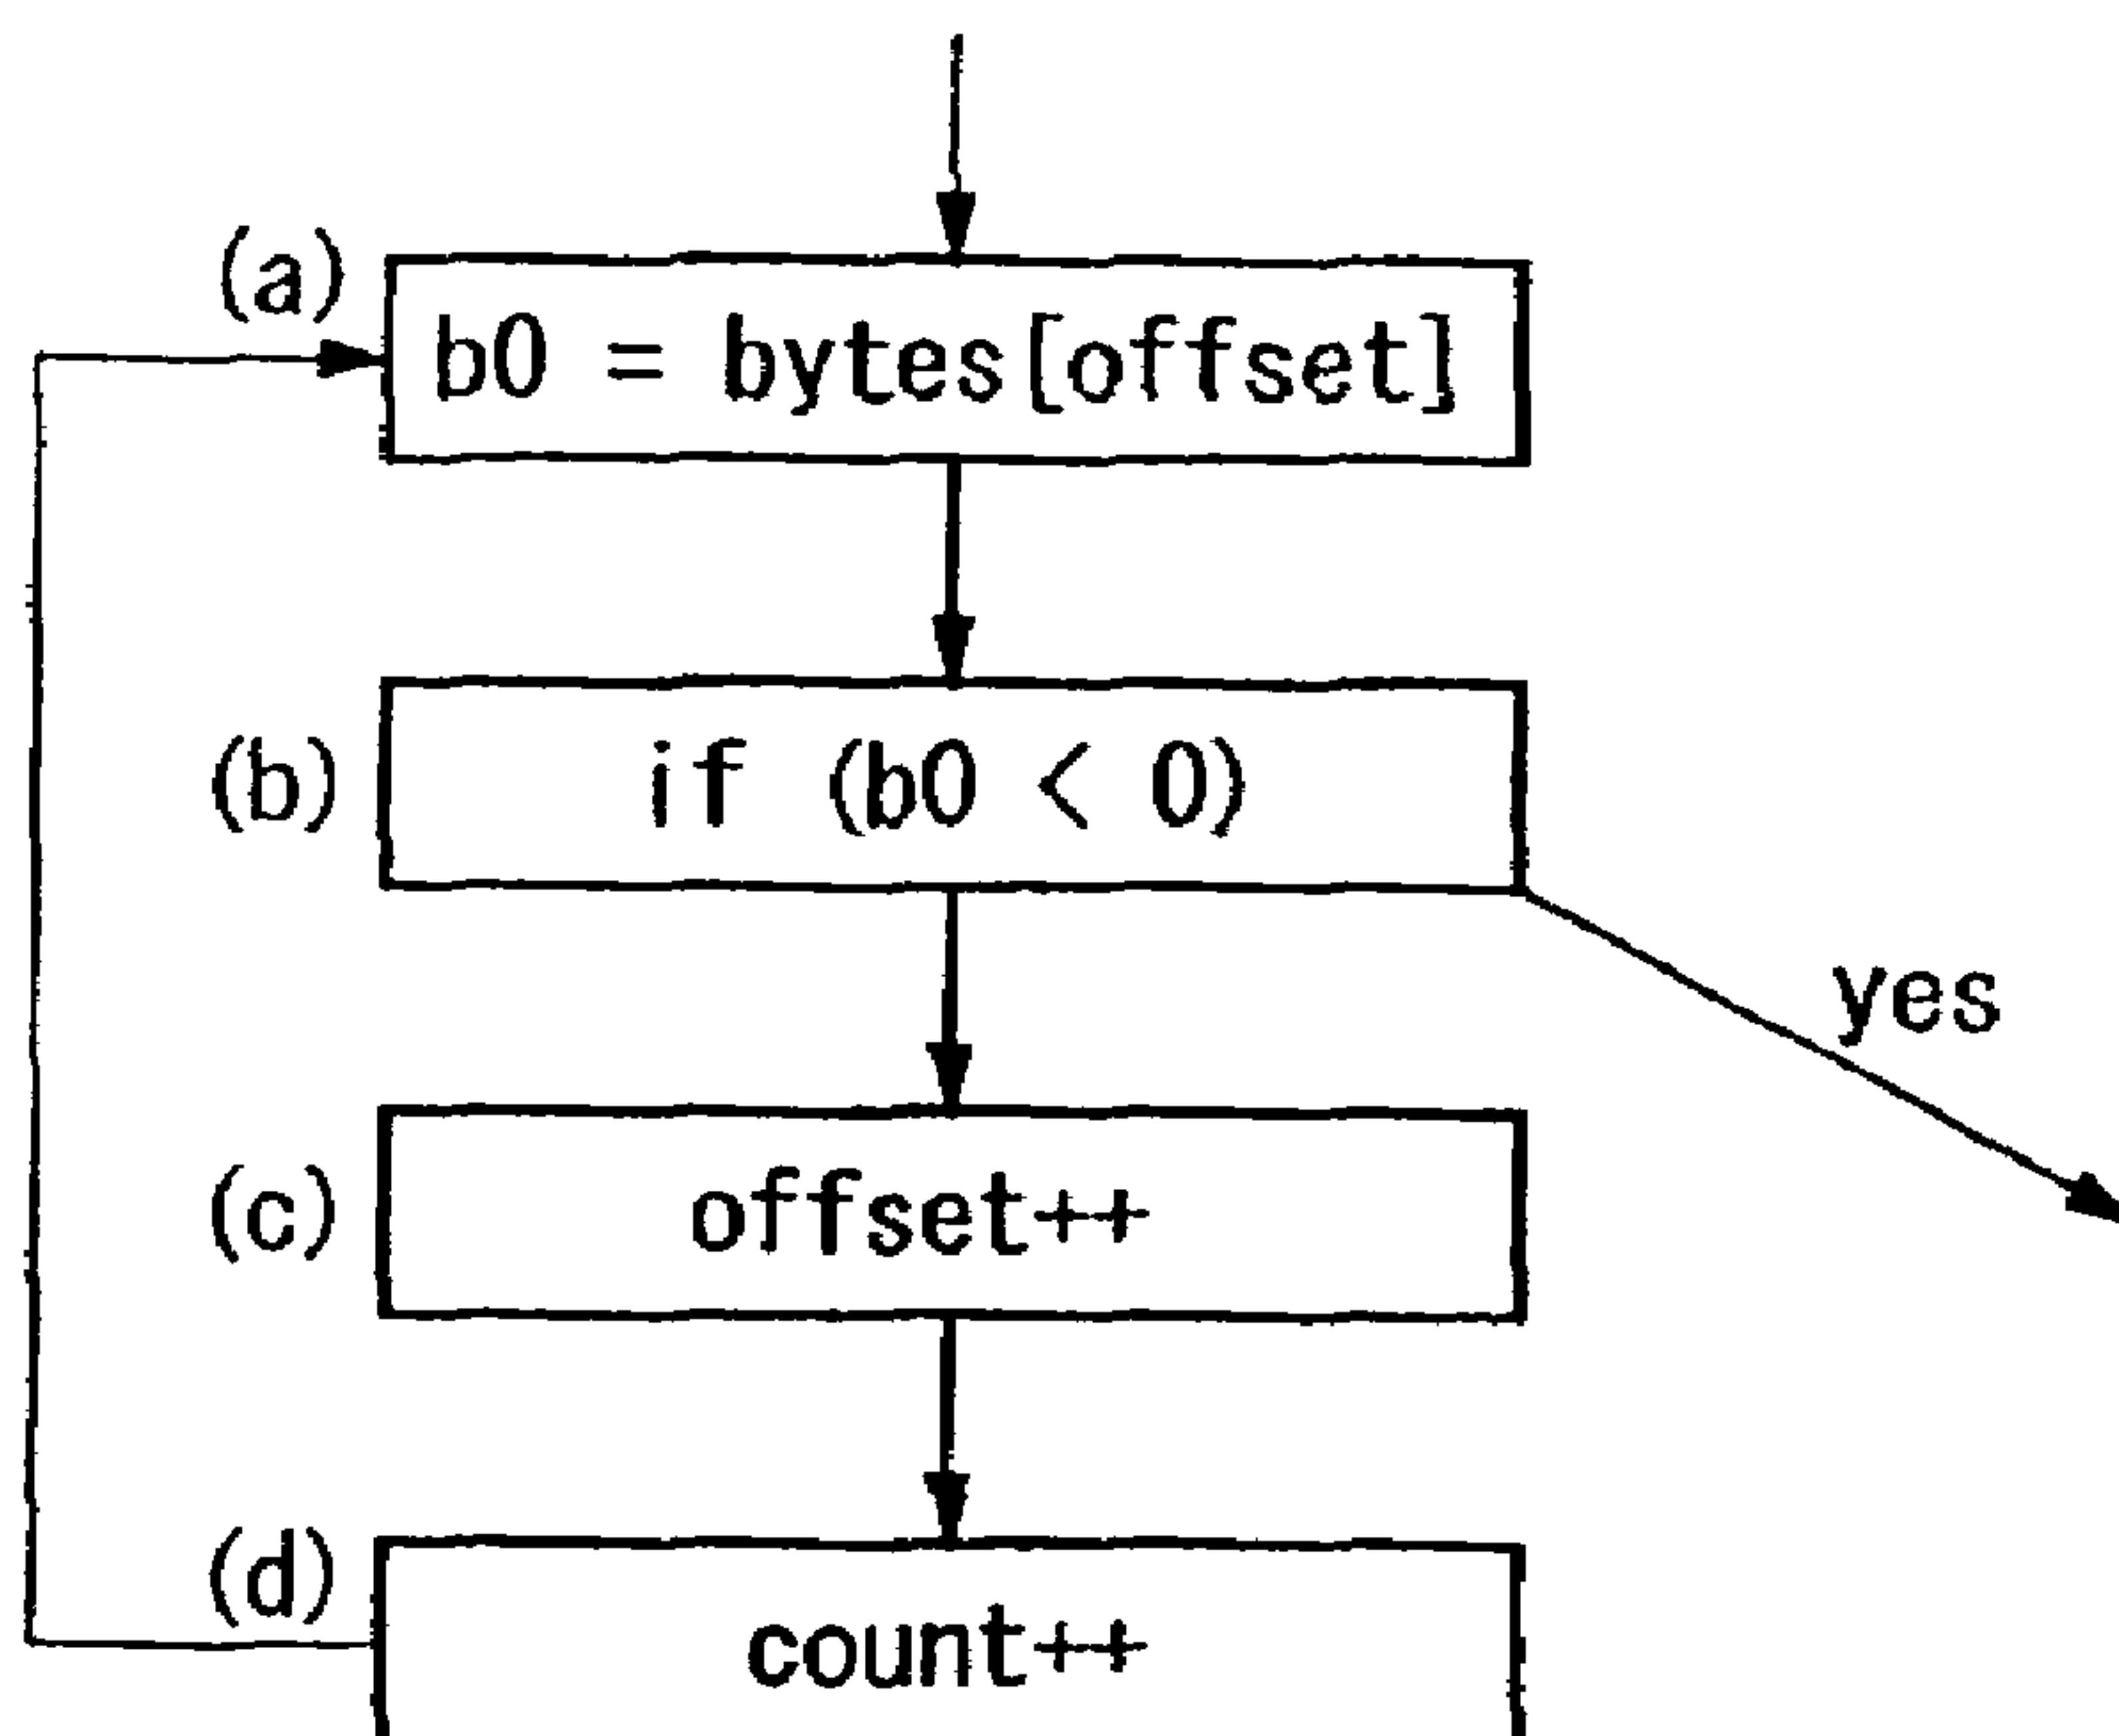 (a)
b0 = bytes[offset]
(b)
if (b0 < 0)
yes
(c)
offset++
(d)
count++